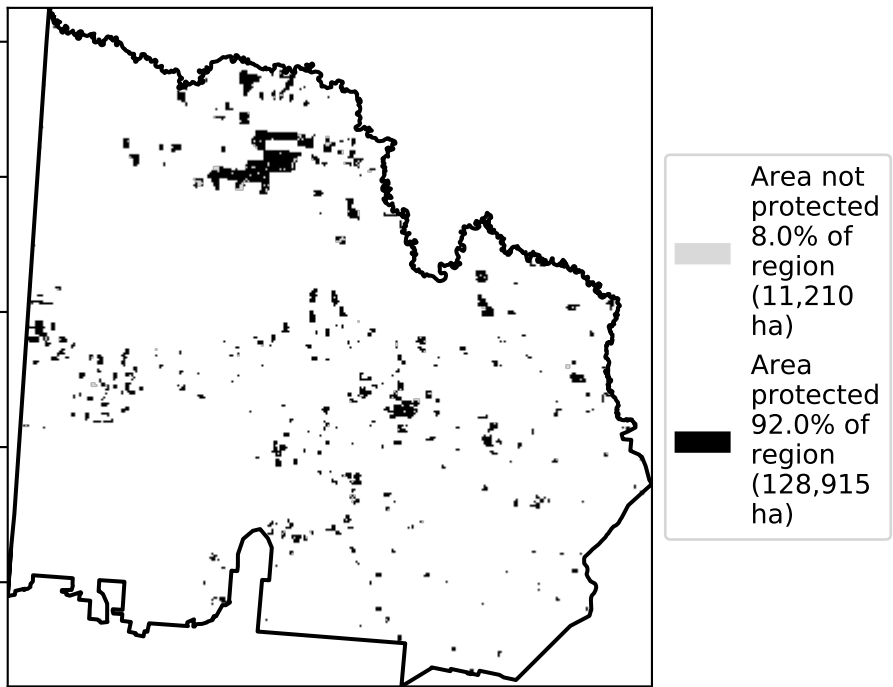 Area not
protected
8.0% of
region
(11,210
ha)
Area
protected
92.0% of
region
(128,915
ha)